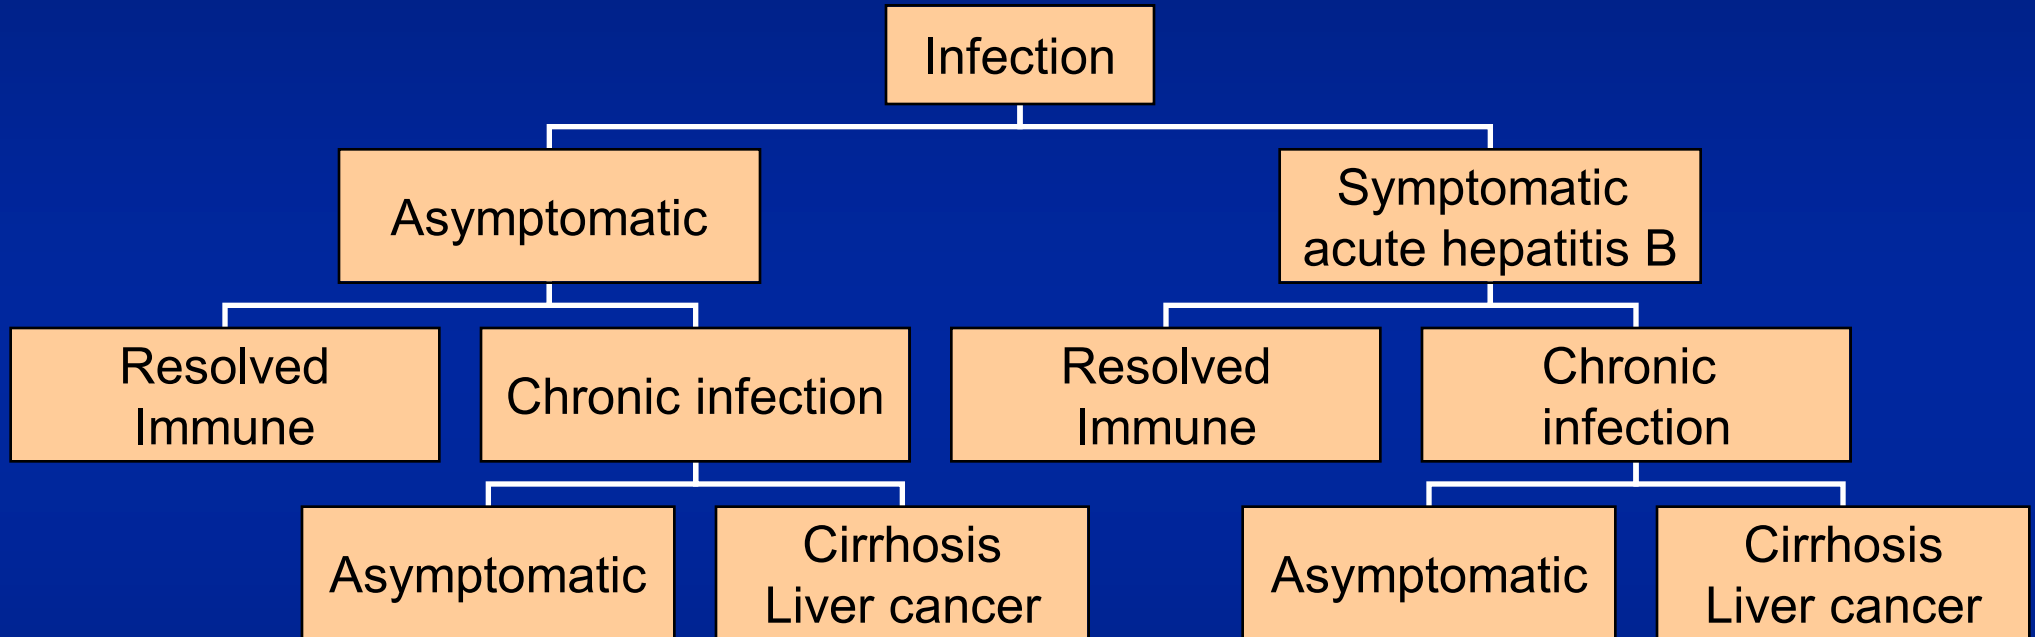 Infection
Asymptomatic
Symptomatic
acute hepatitis B
Resolved
Immune
Chronic infection
Resolved
Immune
Chronic
infection
Asymptomatic
Cirrhosis
Liver cancer
Asymptomatic
Cirrhosis
Liver cancer